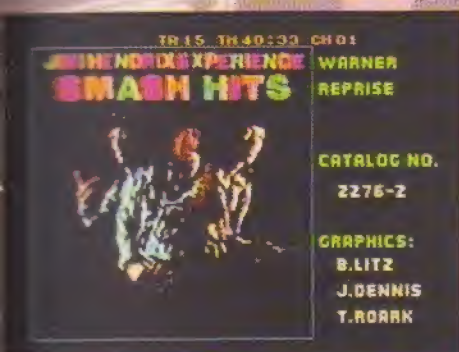 TR15 TM40:33 CH01
JIMI HENDRIX EXPERIENCE
SMASH HITS
WARNER
REPRISE
CATALOG NO.
2276-2
GRAPHICS:
B.LITZ
J.DENNIS
T.ROARK